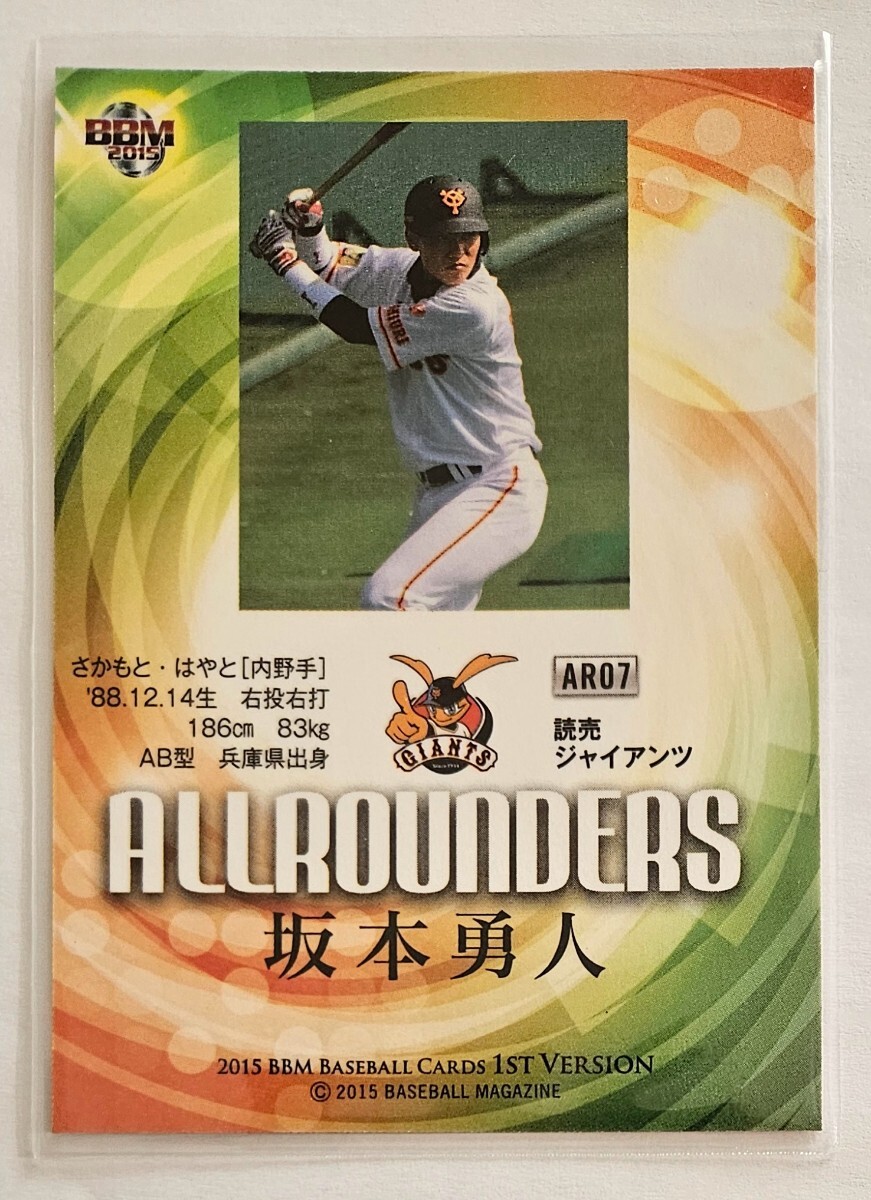 BBM
2015
さかもと・はやと[内野手]
'88.12.14生 右投右打
186㎝ 83㎏
AB型 兵庫県出身
GIANTS
AR07
読売
ジャイアンツ
ALLROUNDERS
坂本勇人
2015 BBM BASEBALL CARDS 1ST VERSION
© 2015 BASEBALL MAGAZINE